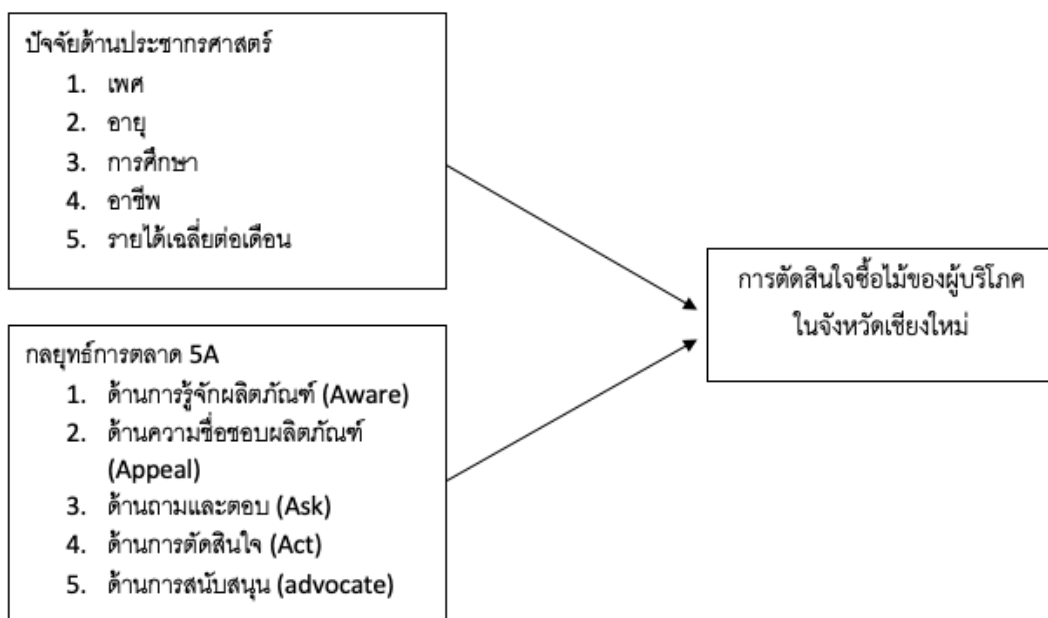 ปัจจัยด้านประชากรศาสตร์
1. เพศ
2. อายุ
3. การศึกษา
4. อาชีพ
5. รายได้เฉลี่ยต่อเดือน
การตัดสินใจซื้อไม้ของผู้บริโภค
ในจังหวัดเชียงใหม่
กลยุทธ์การตลาด 5A
1. ด้านการรู้จักผลิตภัณฑ์ (Aware)
2. ด้านความชื่อชอบผลิตภัณฑ์
(Appeal)
3. ด้านถามและตอบ (Ask)
4. ด้านการตัดสินใจ (Act)
5. ด้านการสนับสนุน (advocate)